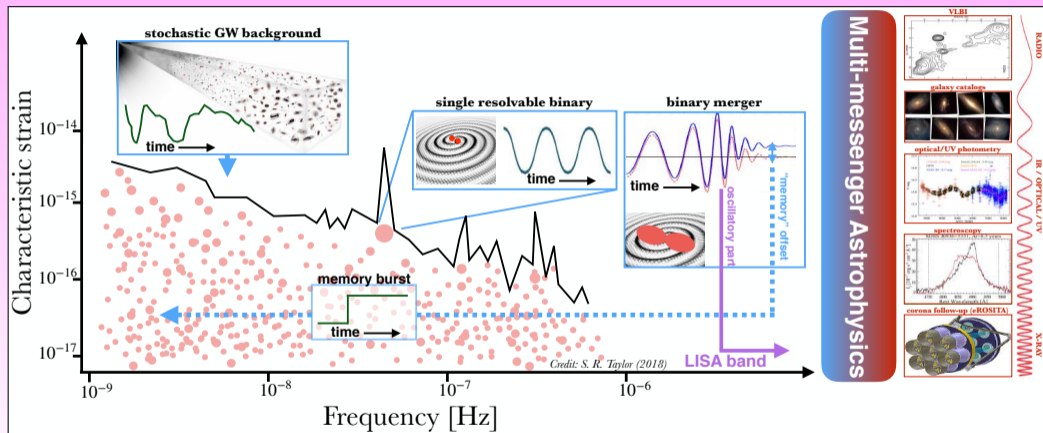 stochastic GW background
time
single resolvable binary
time
binary merger
time
oscillatory part
"memory" offset
memory burst
time
LISA band
Credit: S. R. Taylor (2018)
Characteristic strain
10−14
10−15
10−16
10−17
10−9
10−8
10−7
10−6
Frequency [Hz]
Multi-messenger Astrophysics
VLBI
galaxy catalogs
optical/UV photometry
spectroscopy
corona follow-up (eROSITA)
RADIO
IR / OPTICAL / UV
X-RAY